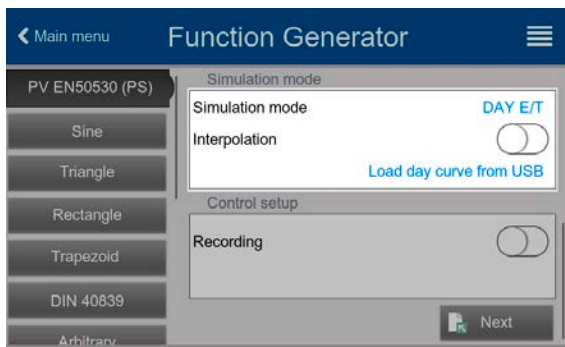 Main menu
Function Generator
PV EN50530 (PS)
Sine
Triangle
Rectangle
Trapezoid
DIN 40839
Arbitrary
Simulation mode
Simulation mode DAY E/T
Interpolation
Load day curve from USB
Control setup
Recording
Next